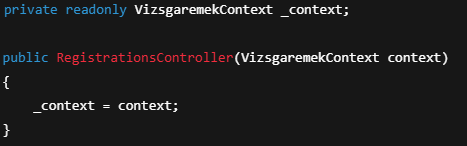 private readonly VizsgaremekContext _context;
public RegistrationsController(VizsgaremekContext context)
{
_context = context;
}